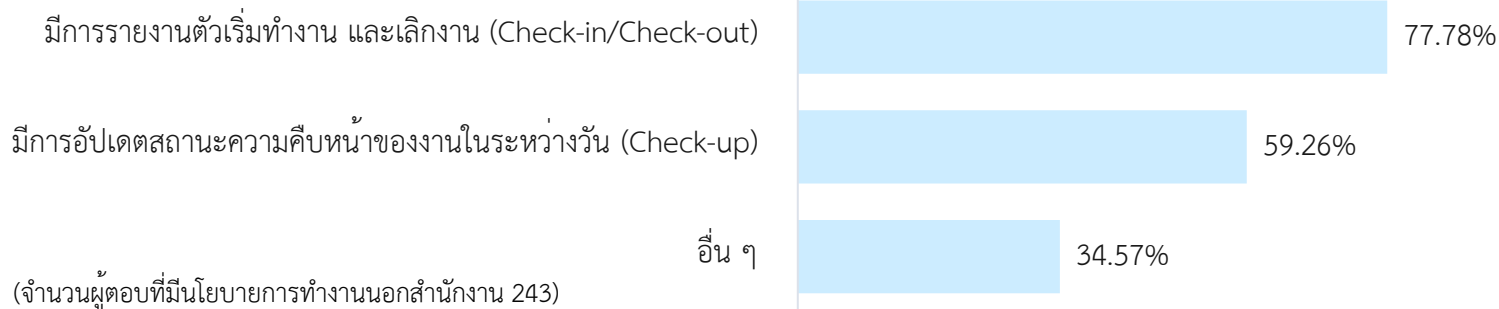 มีการรายงานตัวเริ่มทำงาน และเลิกงาน (Check-in/Check-out)
77.78%
มีการอัปเดตสถานะความคืบหน้าของงานในระหว่างวัน (Check-up)
59.26%
อื่น ๆ
34.57%
(จำนวนผู้ตอบที่มีนโยบายการทำงานนอกสำนักงาน 243)